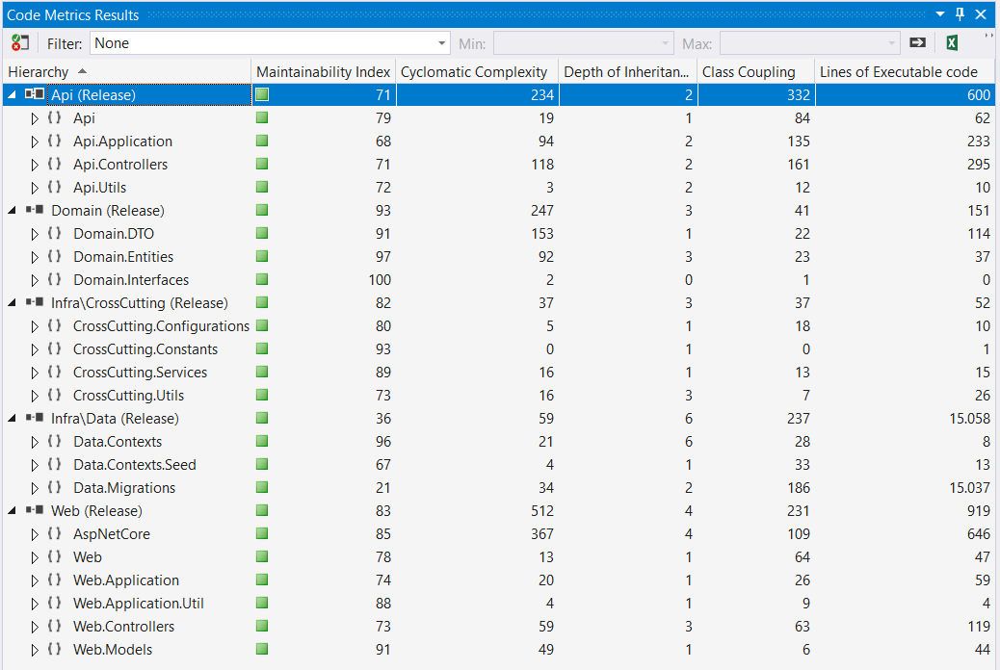 Code Metrics Results
Filter: None Min: Max:
Hierarchy Maintainability Index Cyclomatic Complexity Depth of Inheritan... Class Coupling Lines of Executable code
Api (Release) 71 234 2 332 600
{} Api 79 19 1 84 62
{} Api.Application 68 94 2 135 233
{} Api.Controllers 71 118 2 161 295
{} Api.Utils 72 3 2 12 10
Domain (Release) 93 247 3 41 151
{} Domain.DTO 91 153 1 22 114
{} Domain.Entities 97 92 3 23 37
{} Domain.Interfaces 100 2 0 1 0
Infra\CrossCutting (Release) 82 37 3 37 52
{} CrossCutting.Configurations 80 5 1 18 10
{} CrossCutting.Constants 93 0 1 0 1
{} CrossCutting.Services 89 16 1 13 15
{} CrossCutting.Utils 73 16 3 7 26
Infra\Data (Release) 36 59 6 237 15.058
{} Data.Contexts 96 21 6 28 8
{} Data.Contexts.Seed 67 4 1 33 13
{} Data.Migrations 21 34 2 186 15.037
Web (Release) 83 512 4 231 919
{} AspNetCore 85 367 4 109 646
{} Web 78 13 1 64 47
{} Web.Application 74 20 1 26 59
{} Web.Application.Util 88 4 1 9 4
{} Web.Controllers 73 59 3 63 119
{} Web.Models 91 49 1 6 44